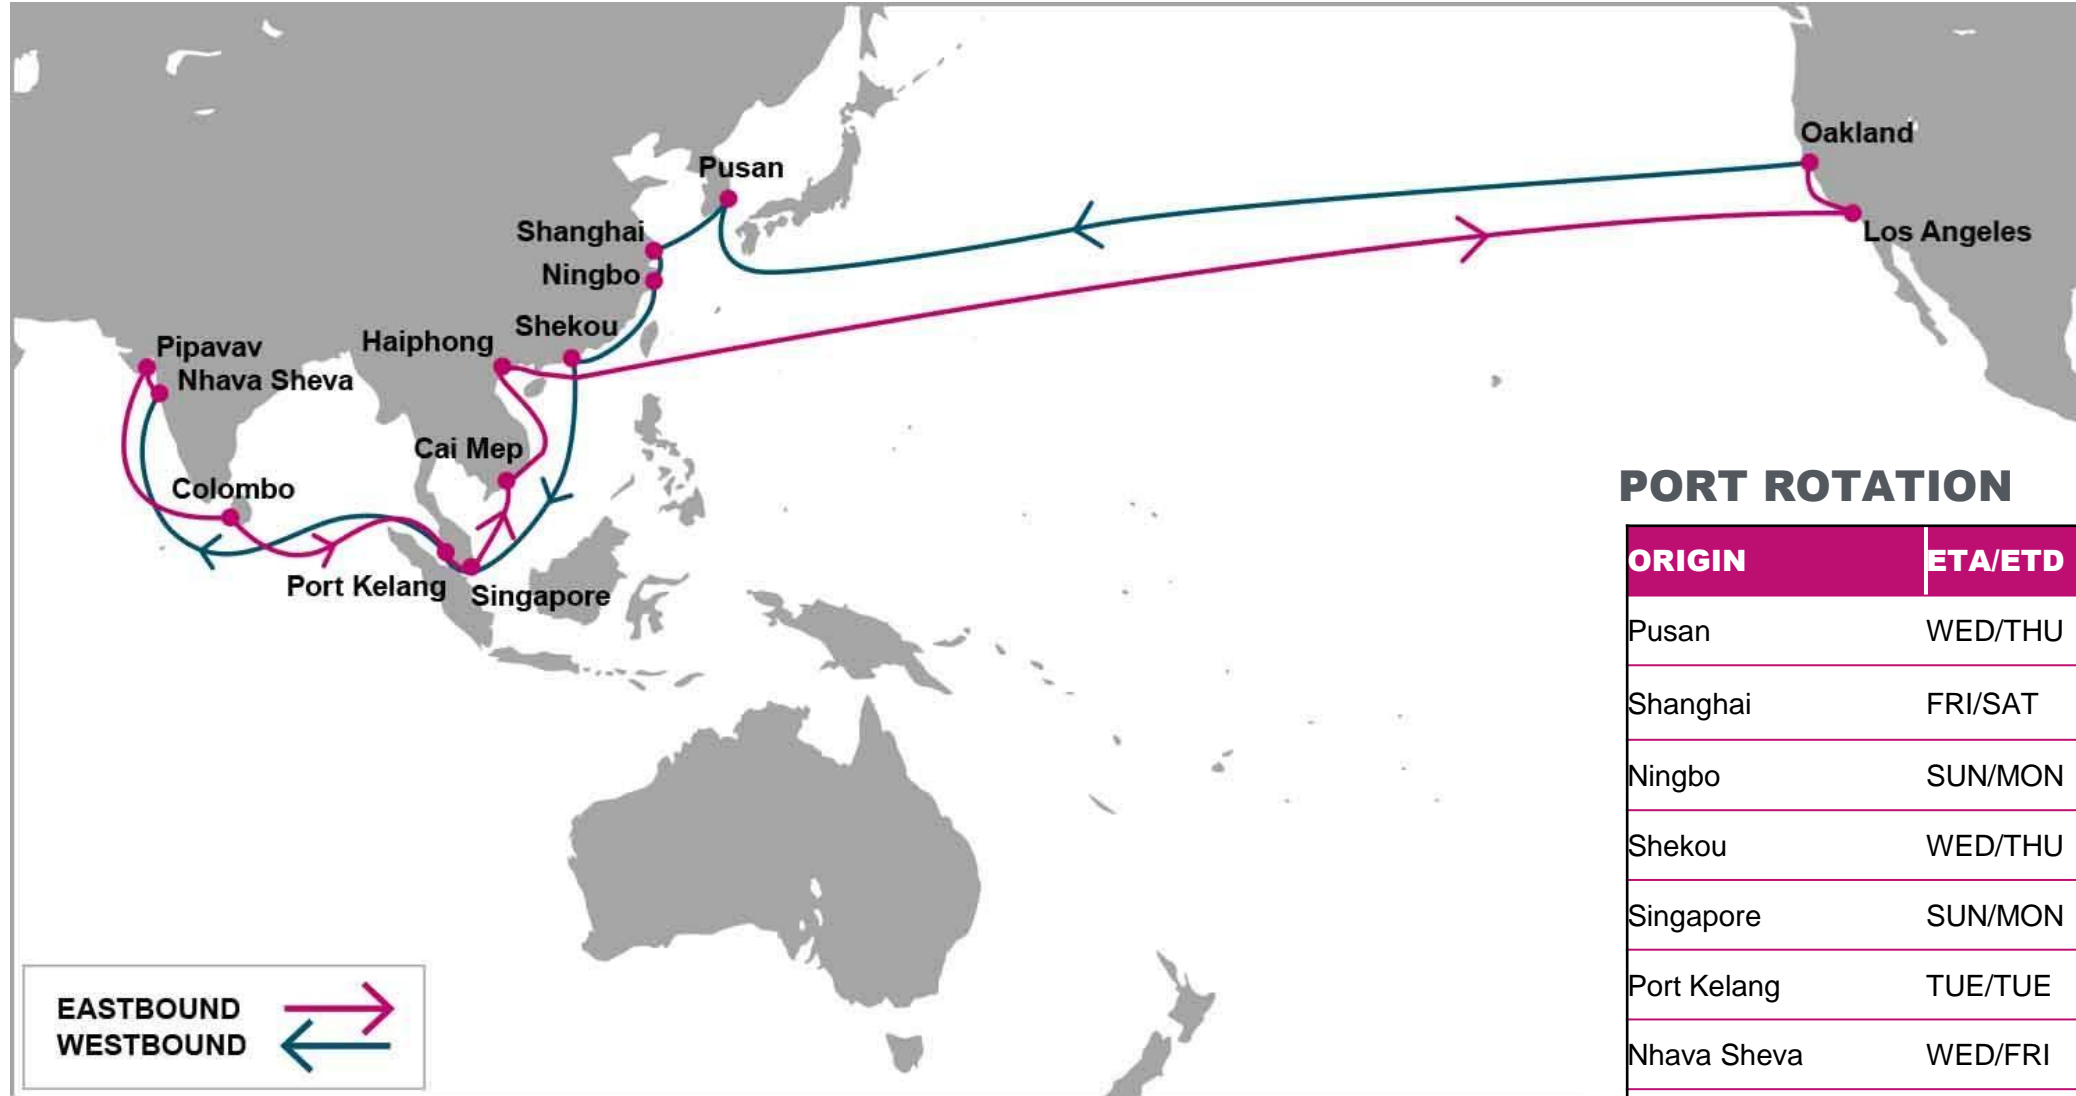 Oakland
Pusan
Shanghai
Los Angeles
Ningbo
Shekou
Haiphong
Pipavav
Nhava Sheva
Cai Mep
Colombo
Port Kelang
Singapore
EASTBOUND
WESTBOUND
PORT ROTATION
ORIGIN ETA/ETD
Pusan WED/THU
Shanghai FRI/SAT
Ningbo SUN/MON
Shekou WED/THU
Singapore SUN/MON
Port Kelang TUE/TUE
Nhava Sheva WED/FRI